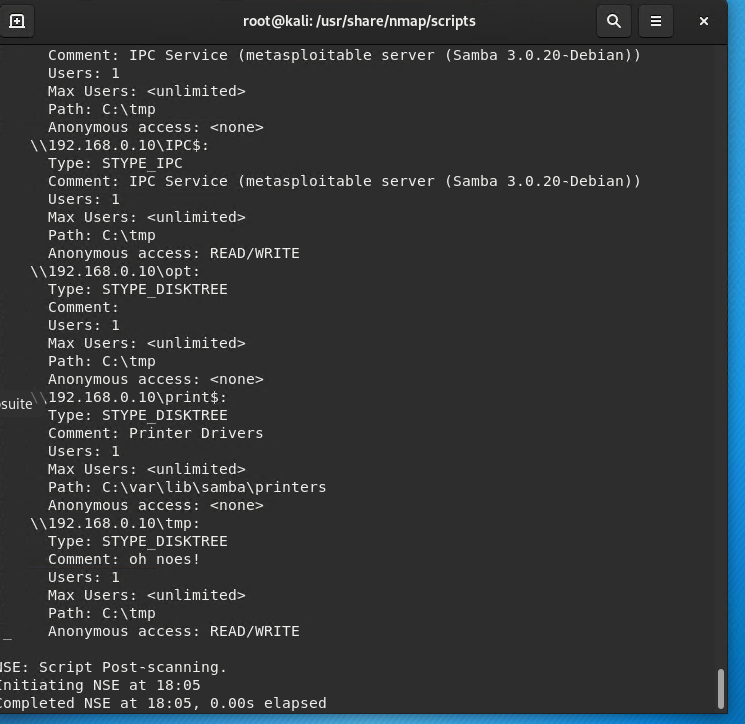 root@kali: /usr/share/nmap/scripts
Comment: IPC Service (metasploitable server (Samba 3.0.20-Debian))
Users: 1
Max Users: <unlimited>
Path: C:\tmp
Anonymous access: <none>
\\192.168.0.10\IPC$:
Type: STYPE_IPC
Comment: IPC Service (metasploitable server (Samba 3.0.20-Debian))
Users: 1
Max Users: <unlimited>
Path: C:\tmp
Anonymous access: READ/WRITE
\\192.168.0.10\opt:
Type: STYPE_DISKTREE
Comment:
Users: 1
Max Users: <unlimited>
Path: C:\tmp
Anonymous access: <none>
\\192.168.0.10\print$:
osuite
Type: STYPE_DISKTREE
Comment: Printer Drivers
Users: 1
Max Users: <unlimited>
Path: C:\var\lib\samba\printers
Anonymous access: <none>
\\192.168.0.10\tmp:
Type: STYPE_DISKTREE
Comment: oh noes!
Users: 1
Max Users: <unlimited>
Path: C:\tmp
_ Anonymous access: READ/WRITE
NSE: Script Post-scanning.
Initiating NSE at 18:05
Completed NSE at 18:05, 0.00s elapsed